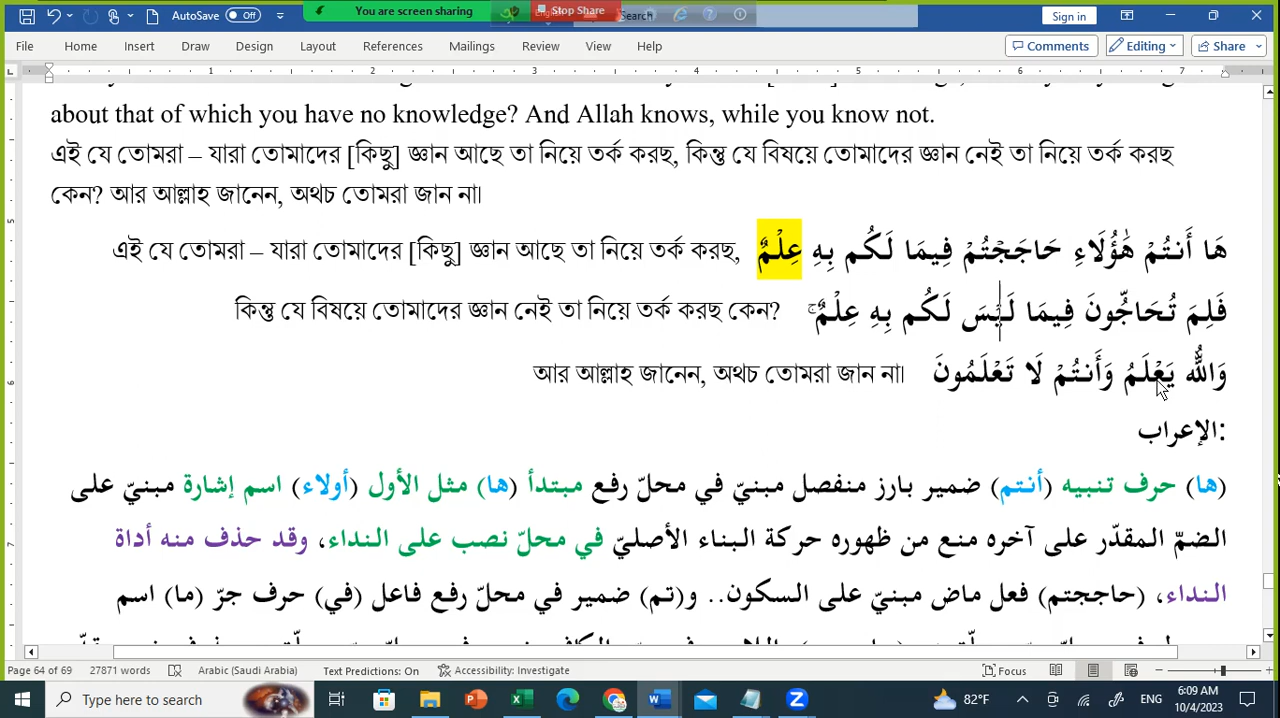 AutoSave Off
You are screen sharing
Stop Share
Search
Sign in
File Home Insert Draw Design Layout References Mailings Review View Help
Comments Editing Share
1 2 3 4 5 6 7
about that of which you have no knowledge? And Allah knows, while you know not.
এই যে তোমরা – যারা তোমাদের [কিছু] জ্ঞান আছে তা নিয়ে তর্ক করছ, কিন্তু যে বিষয়ে তোমাদের জ্ঞান নেই তা নিয়ে তর্ক করছ
কেন? আর আল্লাহ জানেন, অথচ তোমরা জান না।
هَا أَنتُمْ هَٰؤُلَاءِ حَاجَجْتُمْ فِيمَا لَكُم بِهِ عِلْمٌ এই যে তোমরা – যারা তোমাদের [কিছু] জ্ঞান আছে তা নিয়ে তর্ক করছ,
فَلِمَ تُحَاجُّونَ فِيمَا لَيْسَ لَكُم بِهِ عِلْمٌ ۚ কিন্তু যে বিষয়ে তোমাদের জ্ঞান নেই তা নিয়ে তর্ক করছ কেন?
وَاللَّهُ يَعْلَمُ وَأَنتُمْ لَا تَعْلَمُونَ আর আল্লাহ জানেন, অথচ তোমরা জান না।
الإعراب:
(ها) حرف تنبيه (أنتم) ضمير بارز منفصل مبنيّ في محلّ رفع مبتدأ (ها) مثل الأول (أولاء) اسم إشارة مبنيّ على
الضمّ المقدّر على آخره منع من ظهوره حركة البناء الأصليّ في محلّ نصب على النداء، وقد حذف منه أداة
النداء، (حاججتم) فعل ماض مبنيّ على السكون.. و(تم) ضمير في محلّ رفع فاعل (في) حرف جرّ (ما) اسم
Page 64 of 69 27871 words Arabic (Saudi Arabia) Text Predictions: On Accessibility: Investigate Focus
Type here to search
82°F ENG 6:09 AM
10/4/2023